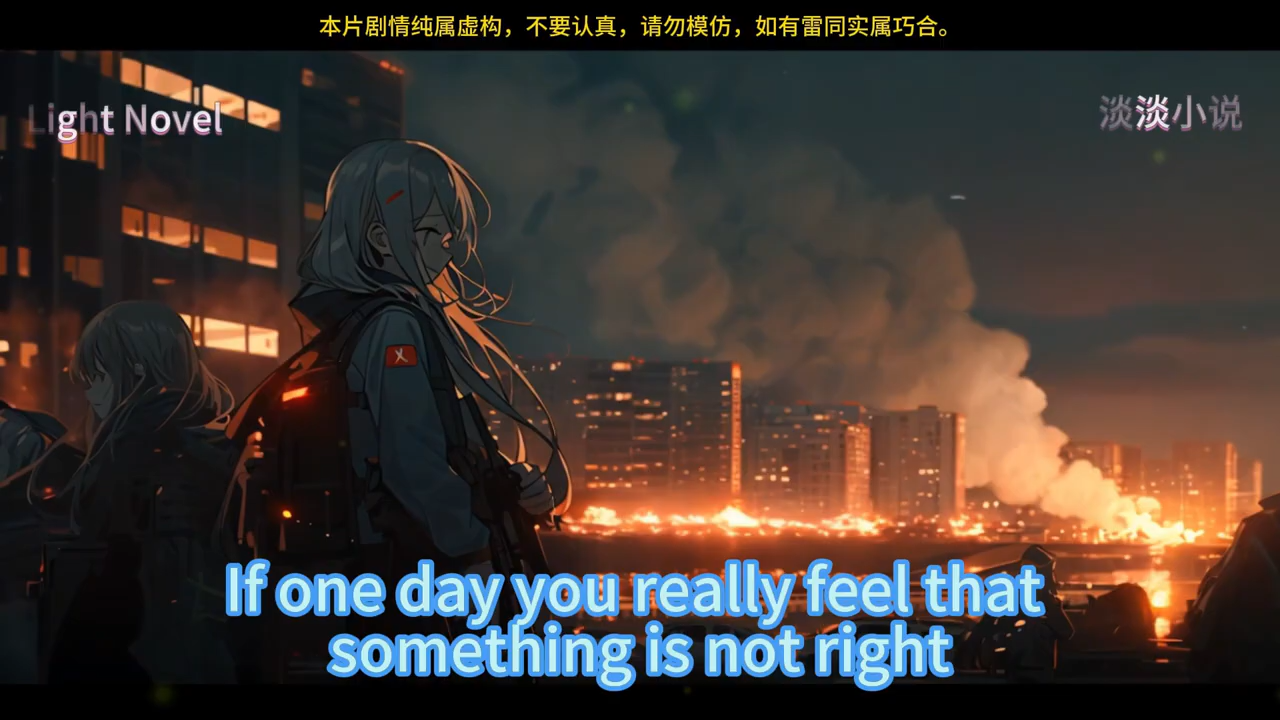 本片剧情纯属虚构，不要认真，请勿模仿，如有雷同实属巧合。
Light Novel
淡淡小说
If one day you really feel that
something is not right